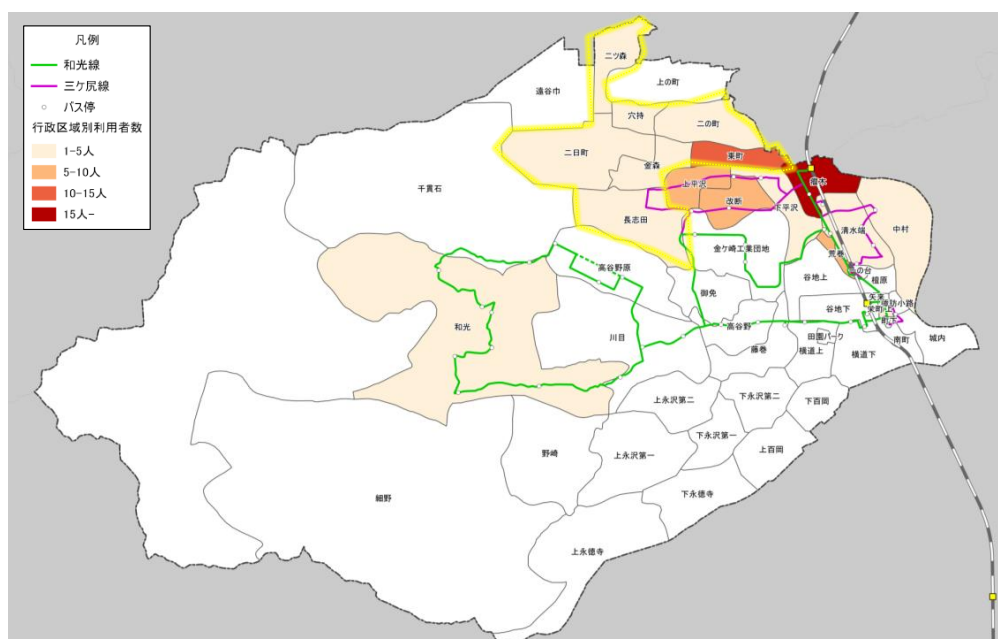 凡例
和光線
三ケ尻線
バス停
行政区域別利用者数
1-5人
5-10人
10-15人
15人-
二ツ森
上の町
遠谷巾
穴持
二の町
二日町
金森
東町
千貫石
上平沢
改断
下平沢
長志田
清水端
中村
金ケ崎工業団地
荒巻
高谷野原
谷地上
檀原
御免
矢来
諏訪小路
谷地下
和光
川目
高谷野
田園パーク
南町
城内
藤巻
横道上
横道下
上永沢第二
下永沢第二
下百岡
野崎
上永沢第一
下永沢第一
上百岡
細野
下永徳寺
上永徳寺